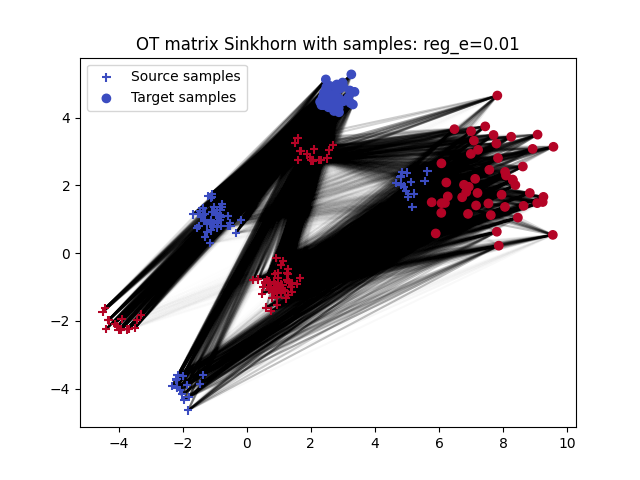 OT matrix Sinkhorn with samples: reg_e=0.01
Source samples
Target samples
4
2
0
−2
−4
−4 −2 0 2 4 6 8 10